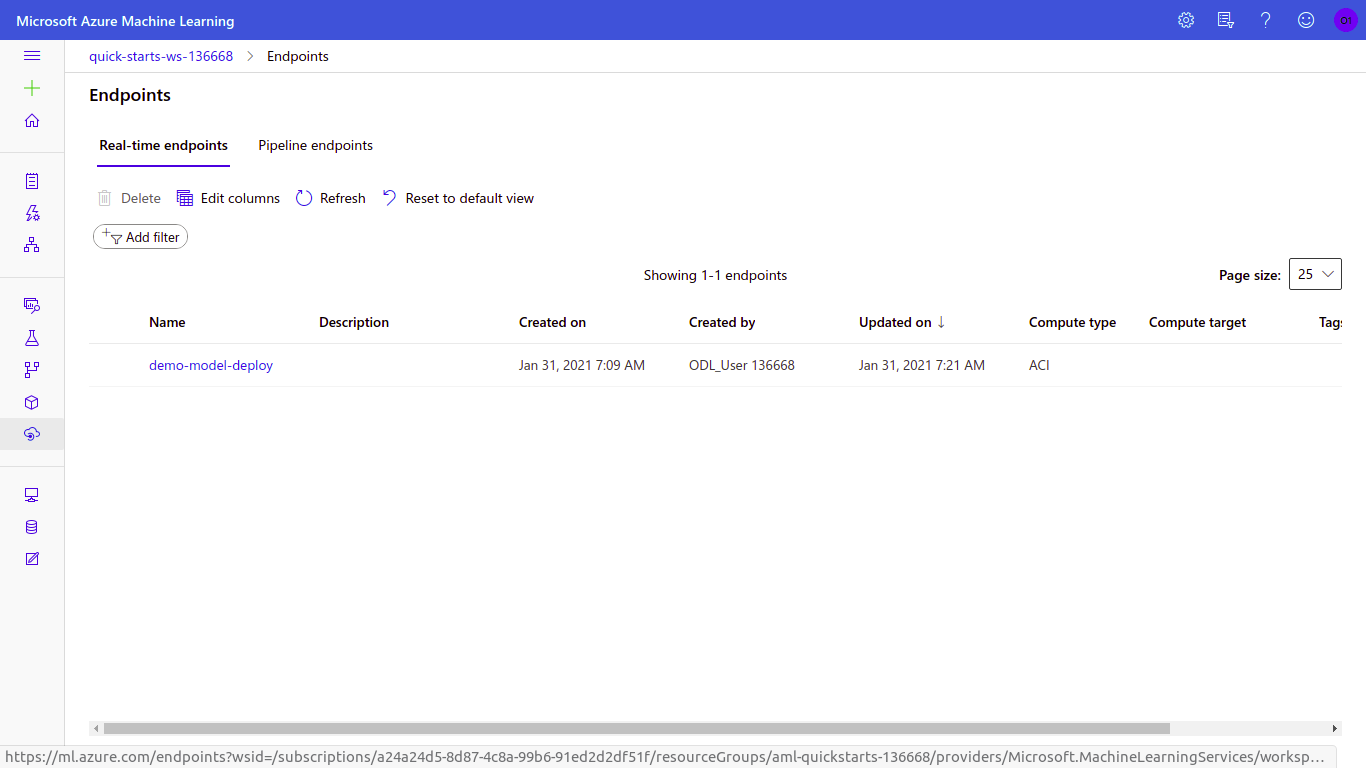 Microsoft Azure Machine Learning
O1
quick-starts-ws-136668 > Endpoints
Endpoints
Real-time endpoints Pipeline endpoints
Delete Edit columns Refresh Reset to default view
Add filter
Showing 1-1 endpoints Page size: 25
Name Description Created on Created by Updated on ↓ Compute type Compute target Tags
demo-model-deploy Jan 31, 2021 7:09 AM ODL_User 136668 Jan 31, 2021 7:21 AM ACI
https://ml.azure.com/endpoints?wsid=/subscriptions/a24a24d5-8d87-4c8a-99b6-91ed2d2df51f/resourceGroups/aml-quickstarts-136668/providers/Microsoft.MachineLearningServices/worksp...